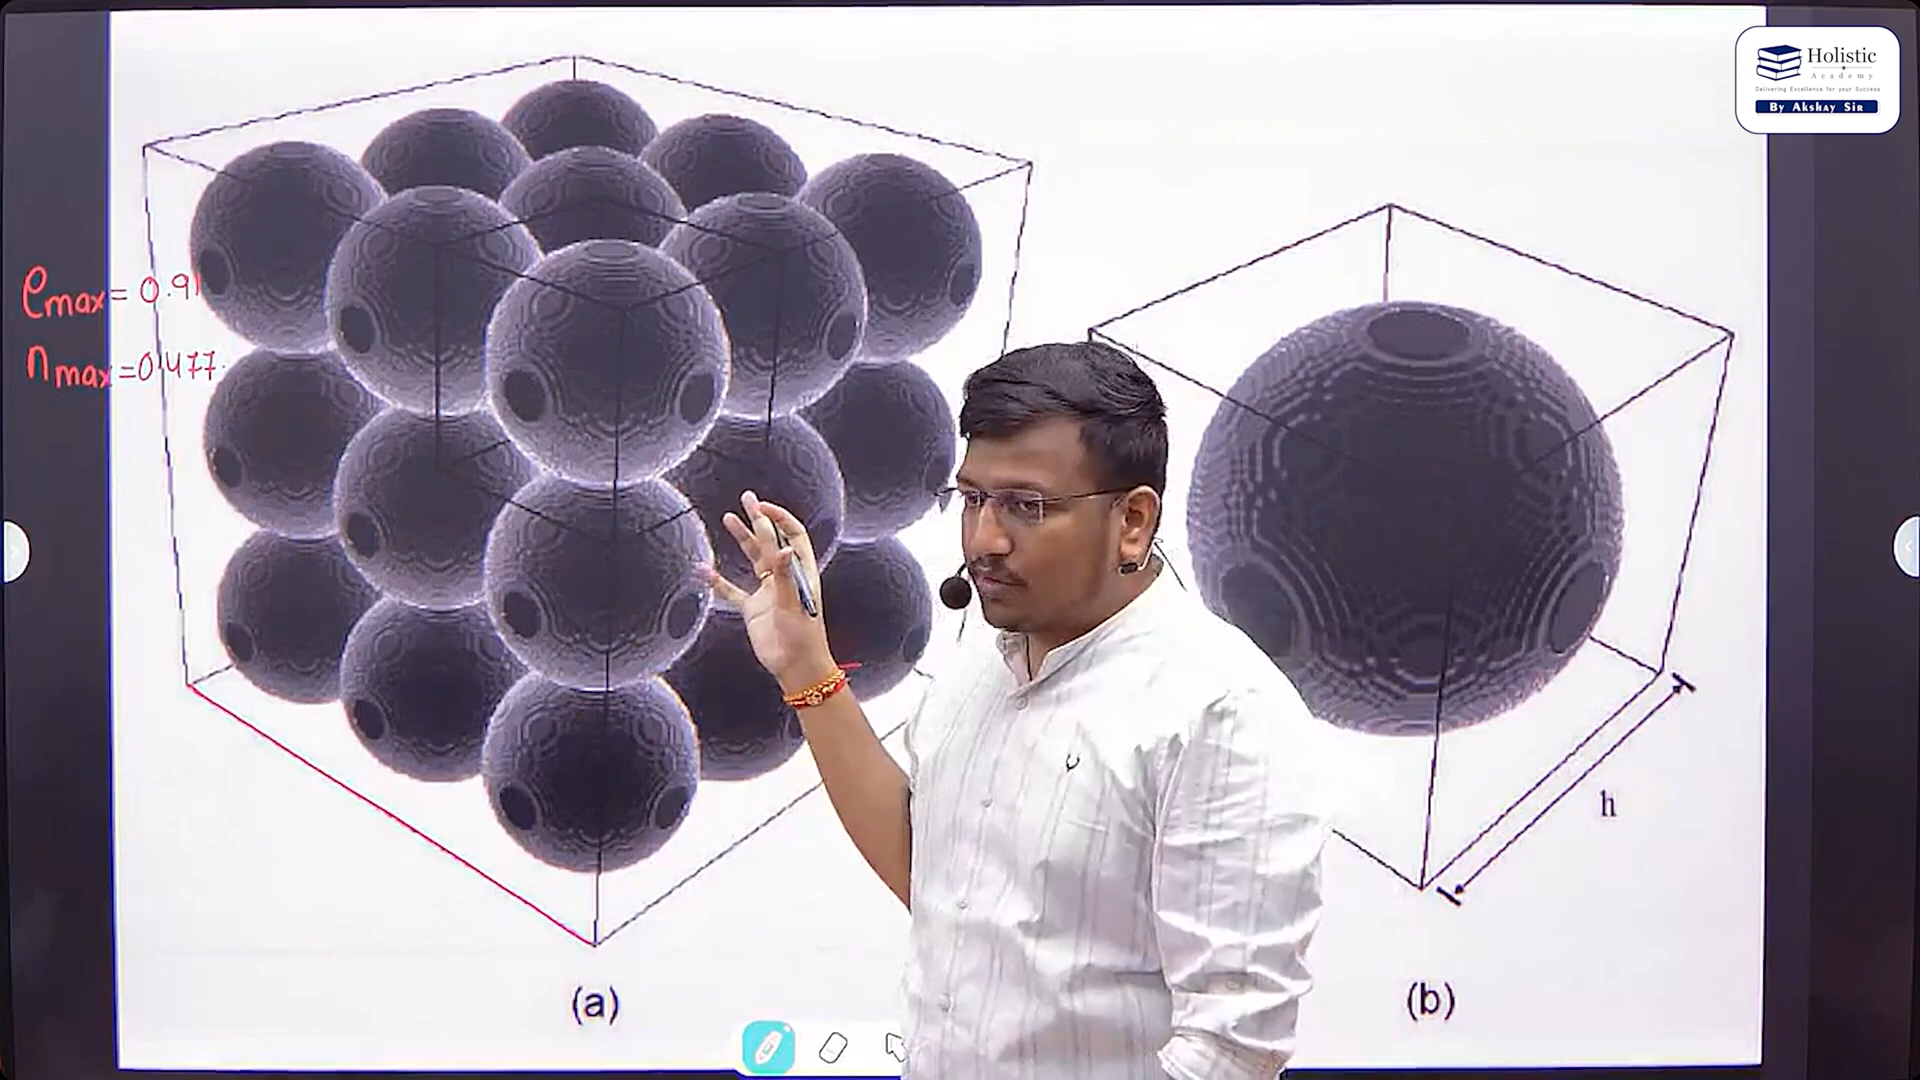 Holistic
Academy
Delivering Excellence for your Success
By Akshay Sir
emax = 0.91
nmax = 0.477
h
(a)
(b)